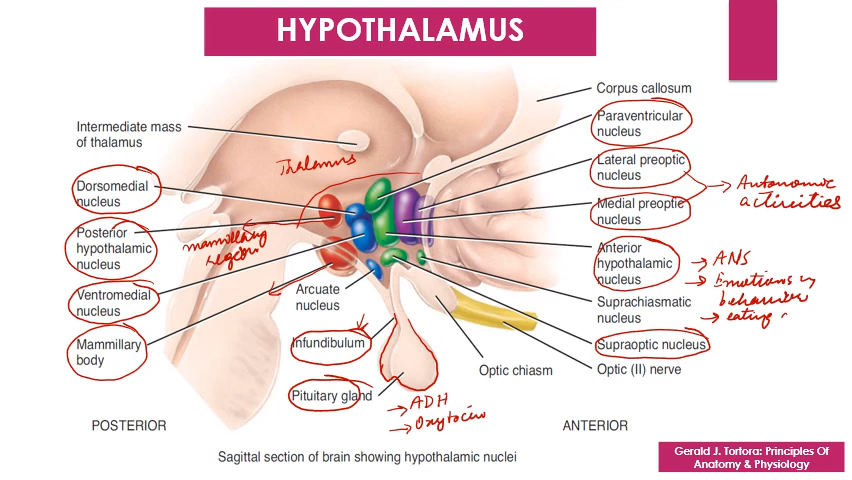 HYPOTHALAMUS
Corpus callosum
Paraventricular
nucleus
Lateral preoptic
nucleus
Medial preoptic
nucleus
Autonomic
activities
Anterior
hypothalamic
nucleus
→ ANS
→ Emotions
behaviour
→ eating
Suprachiasmatic
nucleus
Supraoptic nucleus
Optic (II) nerve
Intermediate mass
of thalamus
Thalamus
Dorsomedial
nucleus
Posterior
hypothalamic
nucleus
mammillary
region
Ventromedial
nucleus
Mammillary
body
Arcuate
nucleus
Infundibulum
Pituitary gland
→ ADH
→ Oxytocin
Optic chiasm
POSTERIOR
ANTERIOR
Sagittal section of brain showing hypothalamic nuclei
Gerald J. Tortora: Principles Of
Anatomy & Physiology